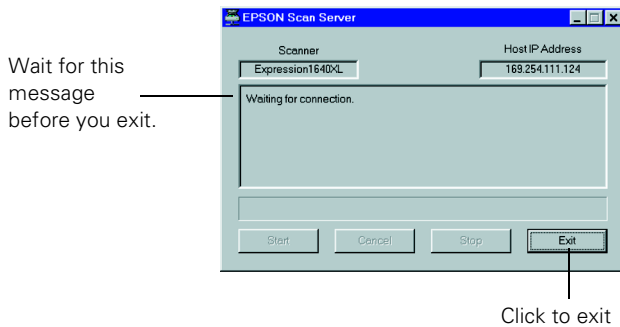 EPSON Scan Server
Scanner
Host IP Address
Expression1640XL
169.254.111.124
Wait for this
message
before you exit.
Waiting for connection.
Start
Cancel
Stop
Exit
Click to exit